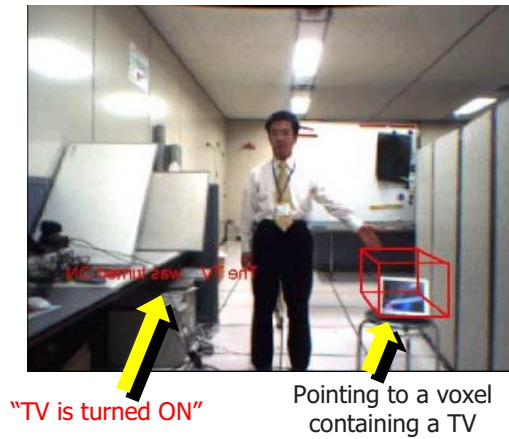 The TV was turned ON
“TV is turned ON”
Pointing to a voxel
containing a TV